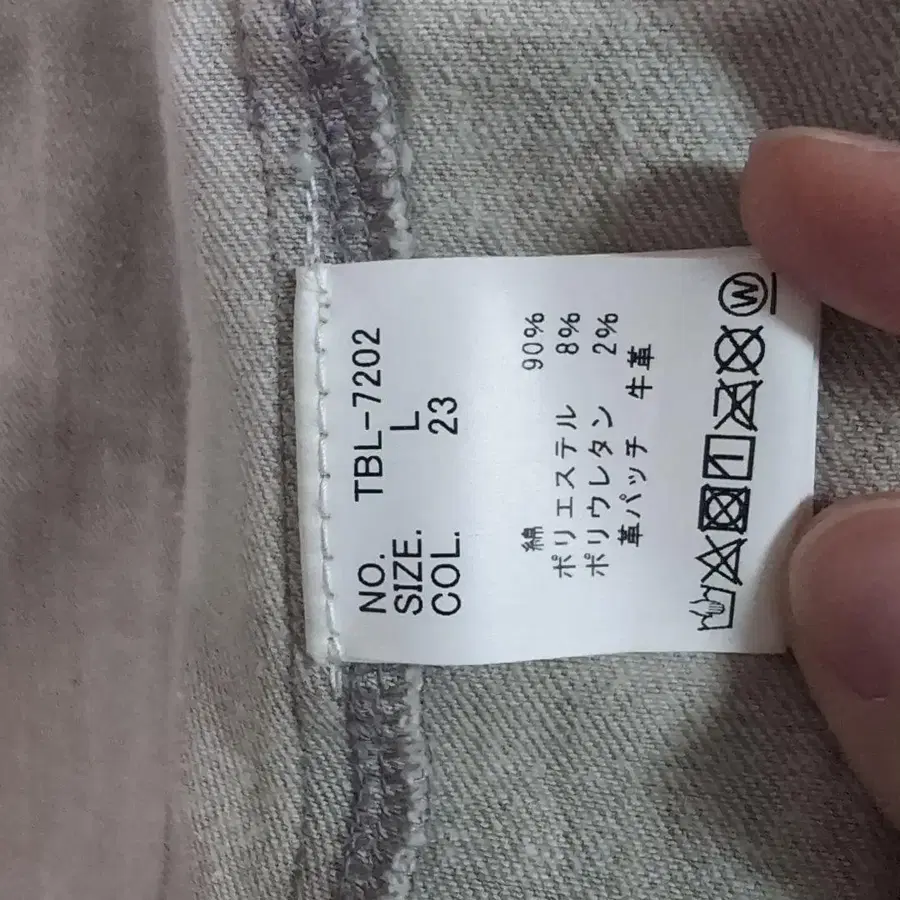 NO. TBL-7202
SIZE. L
COL. 23
綿 90%
ポリエステル 8%
ポリウレタン 2%
革パッチ 牛革
W